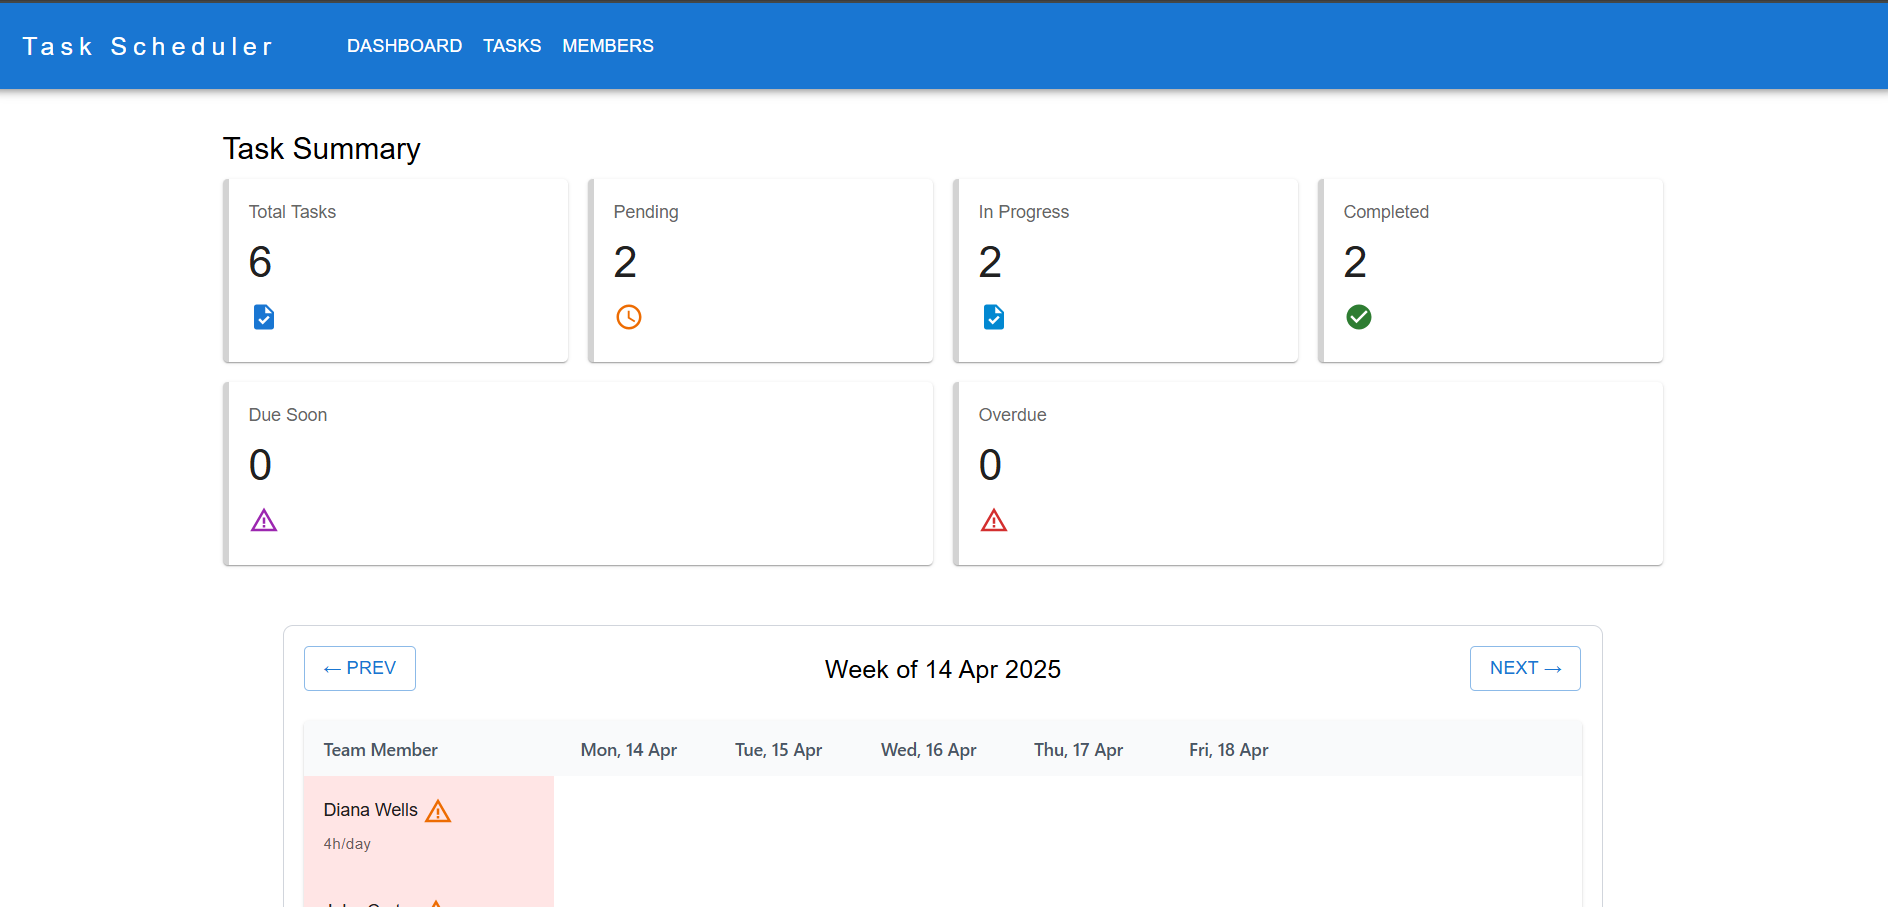 Task Scheduler
DASHBOARD TASKS MEMBERS
Task Summary
Total Tasks
6
Pending
2
In Progress
2
Completed
2
Due Soon
0
Overdue
0
← PREV
Week of 14 Apr 2025
NEXT →
Team Member Mon, 14 Apr Tue, 15 Apr Wed, 16 Apr Thu, 17 Apr Fri, 18 Apr
Diana Wells
4h/day